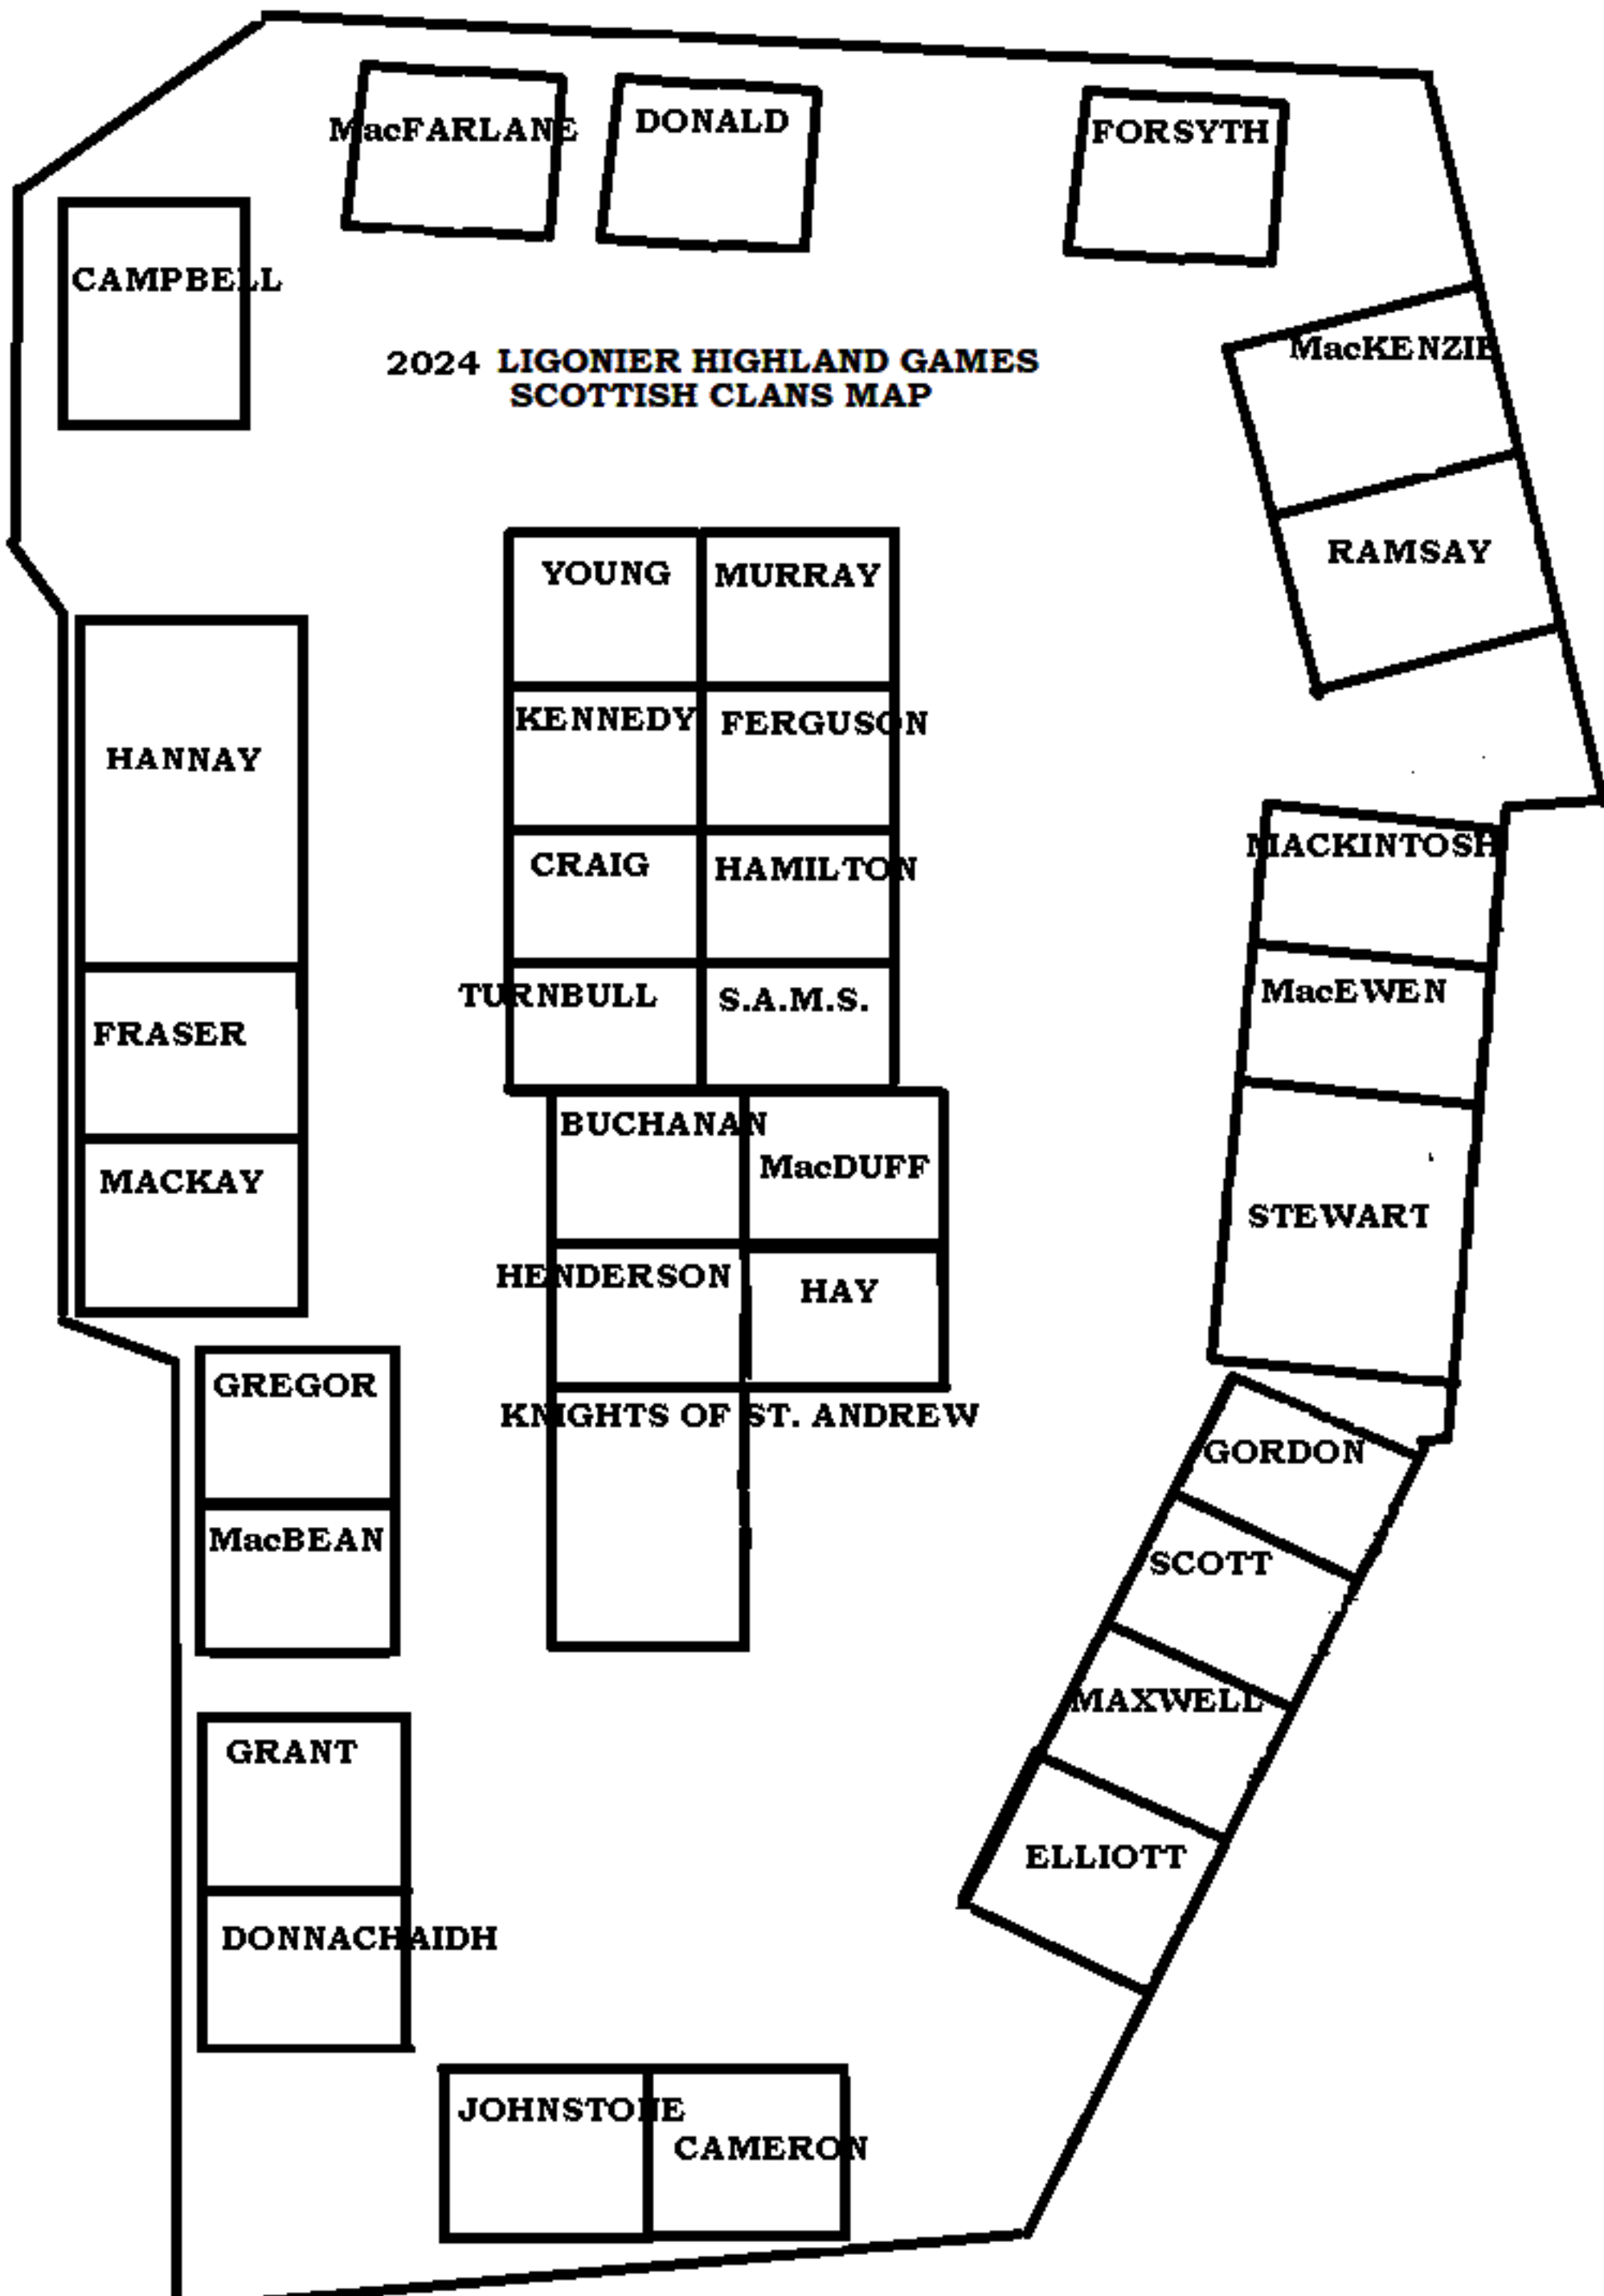 MacFARLANE
DONALD
FORSYTH
CAMPBELL
2024 LIGONIER HIGHLAND GAMES
SCOTTISH CLANS MAP
MacKENZIE
RAMSAY
YOUNG
MURRAY
KENNEDY
FERGUSON
HANNAY
CRAIG
HAMILTON
MACKINTOSH
TURNBULL
S.A.M.S.
MacEWEN
FRASER
BUCHANAN
MacDUFF
MACKAY
STEWART
HENDERSON
HAY
GREGOR
KNIGHTS OF ST. ANDREW
GORDON
MacBEAN
SCOTT
MAXWELL
GRANT
ELLIOTT
DONNACHAIDH
JOHNSTONE
CAMERON